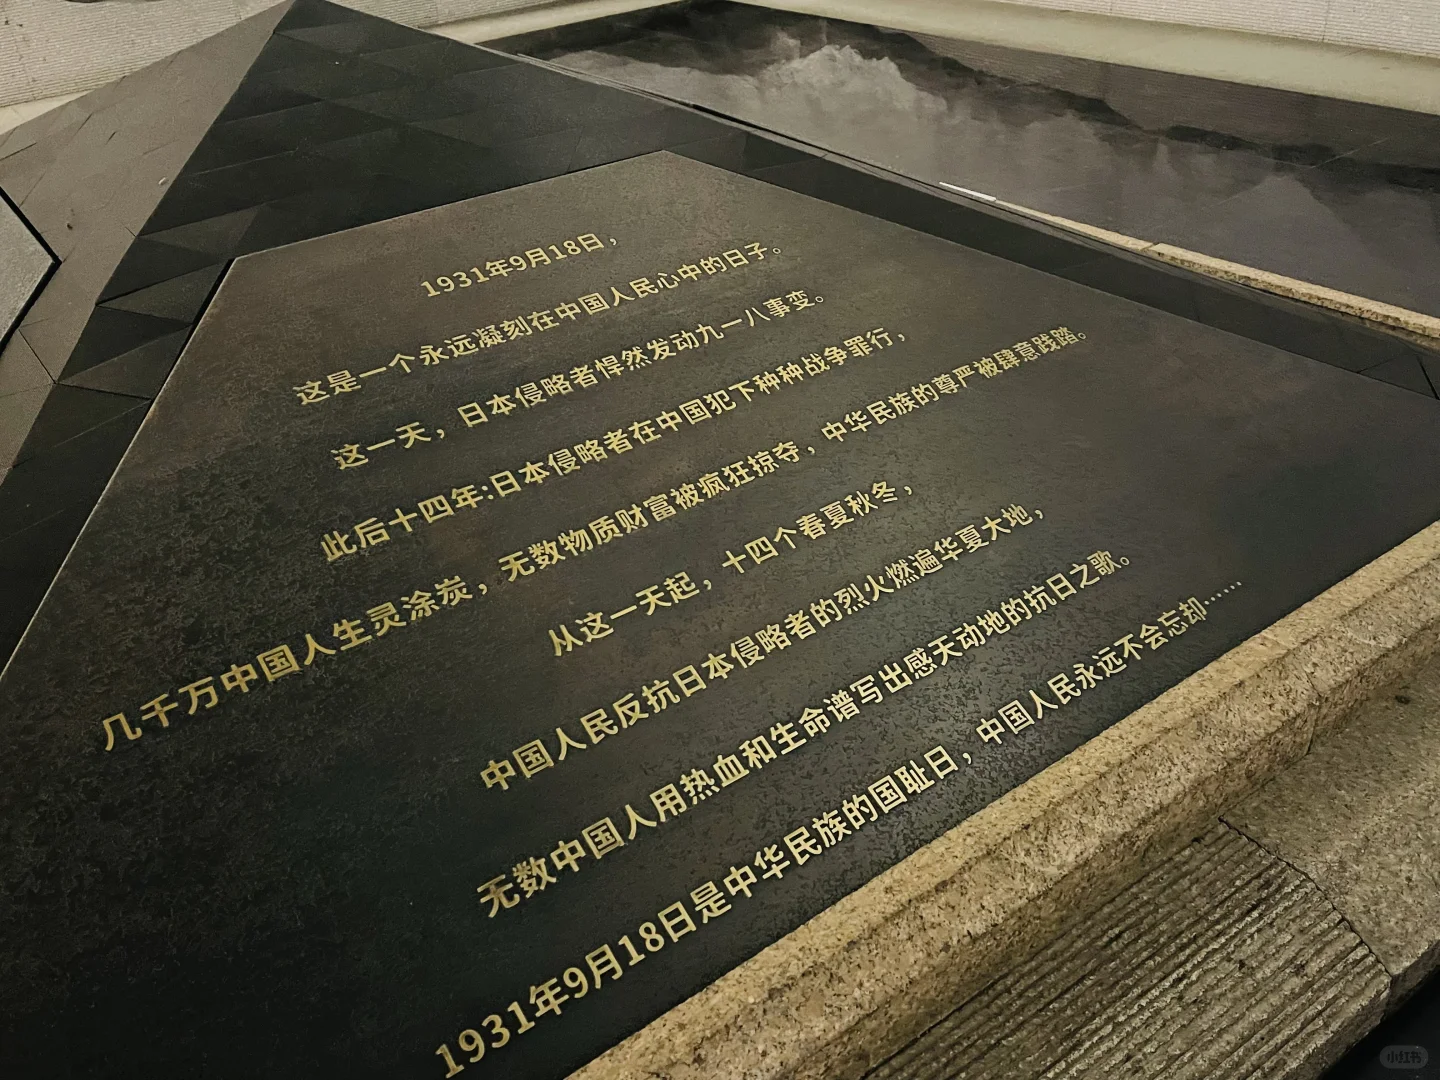 1931年9月18日，
这是一个永远凝刻在中国人民心中的日子。
这一天，日本侵略者悍然发动九一八事变。
此后十四年:日本侵略者在中国犯下种种战争罪行，
几千万中国人生灵涂炭，无数物质财富被疯狂掠夺，中华民族的尊严被肆意践踏。
从这一天起，十四个春夏秋冬，
中国人民反抗日本侵略者的烈火燃遍华夏大地，
无数中国人用热血和生命谱写出感天动地的抗日之歌。
1931年9月18日是中华民族的国耻日，中国人民永远不会忘却……
小红书